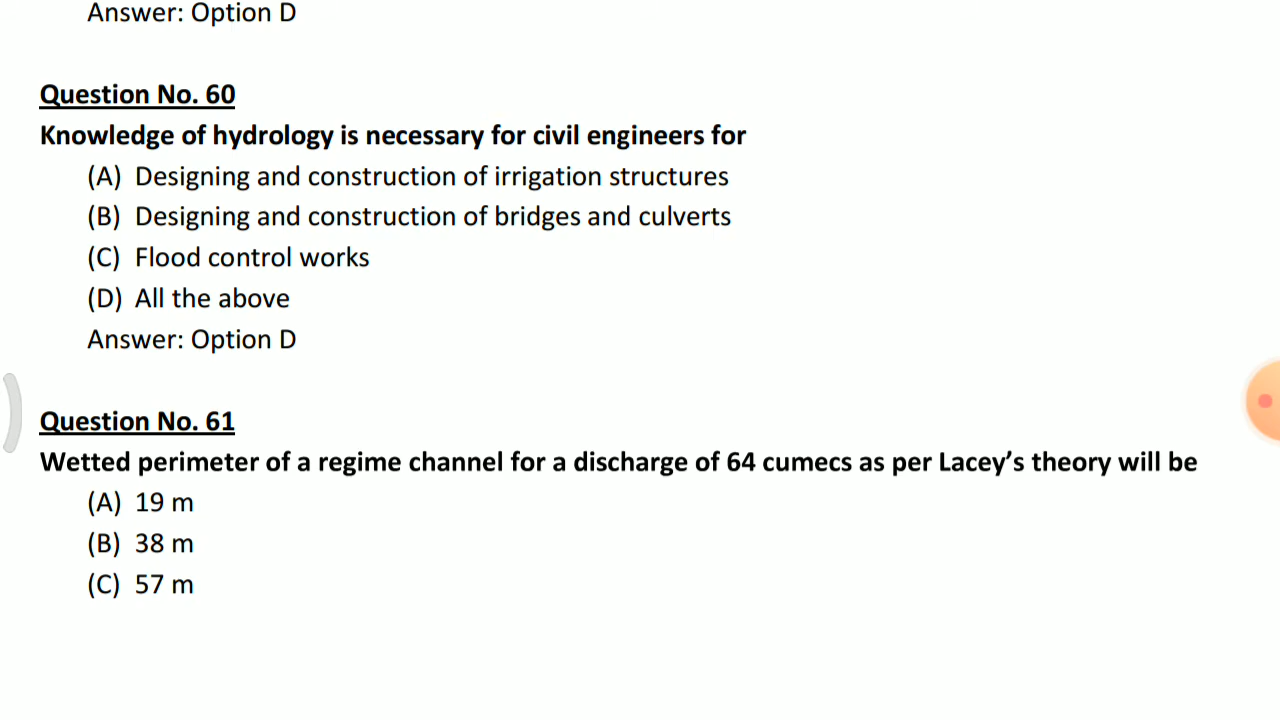 Answer: Option D
Question No. 60
Knowledge of hydrology is necessary for civil engineers for
(A) Designing and construction of irrigation structures
(B) Designing and construction of bridges and culverts
(C) Flood control works
(D) All the above
Answer: Option D
Question No. 61
Wetted perimeter of a regime channel for a discharge of 64 cumecs as per Lacey’s theory will be
(A) 19 m
(B) 38 m
(C) 57 m